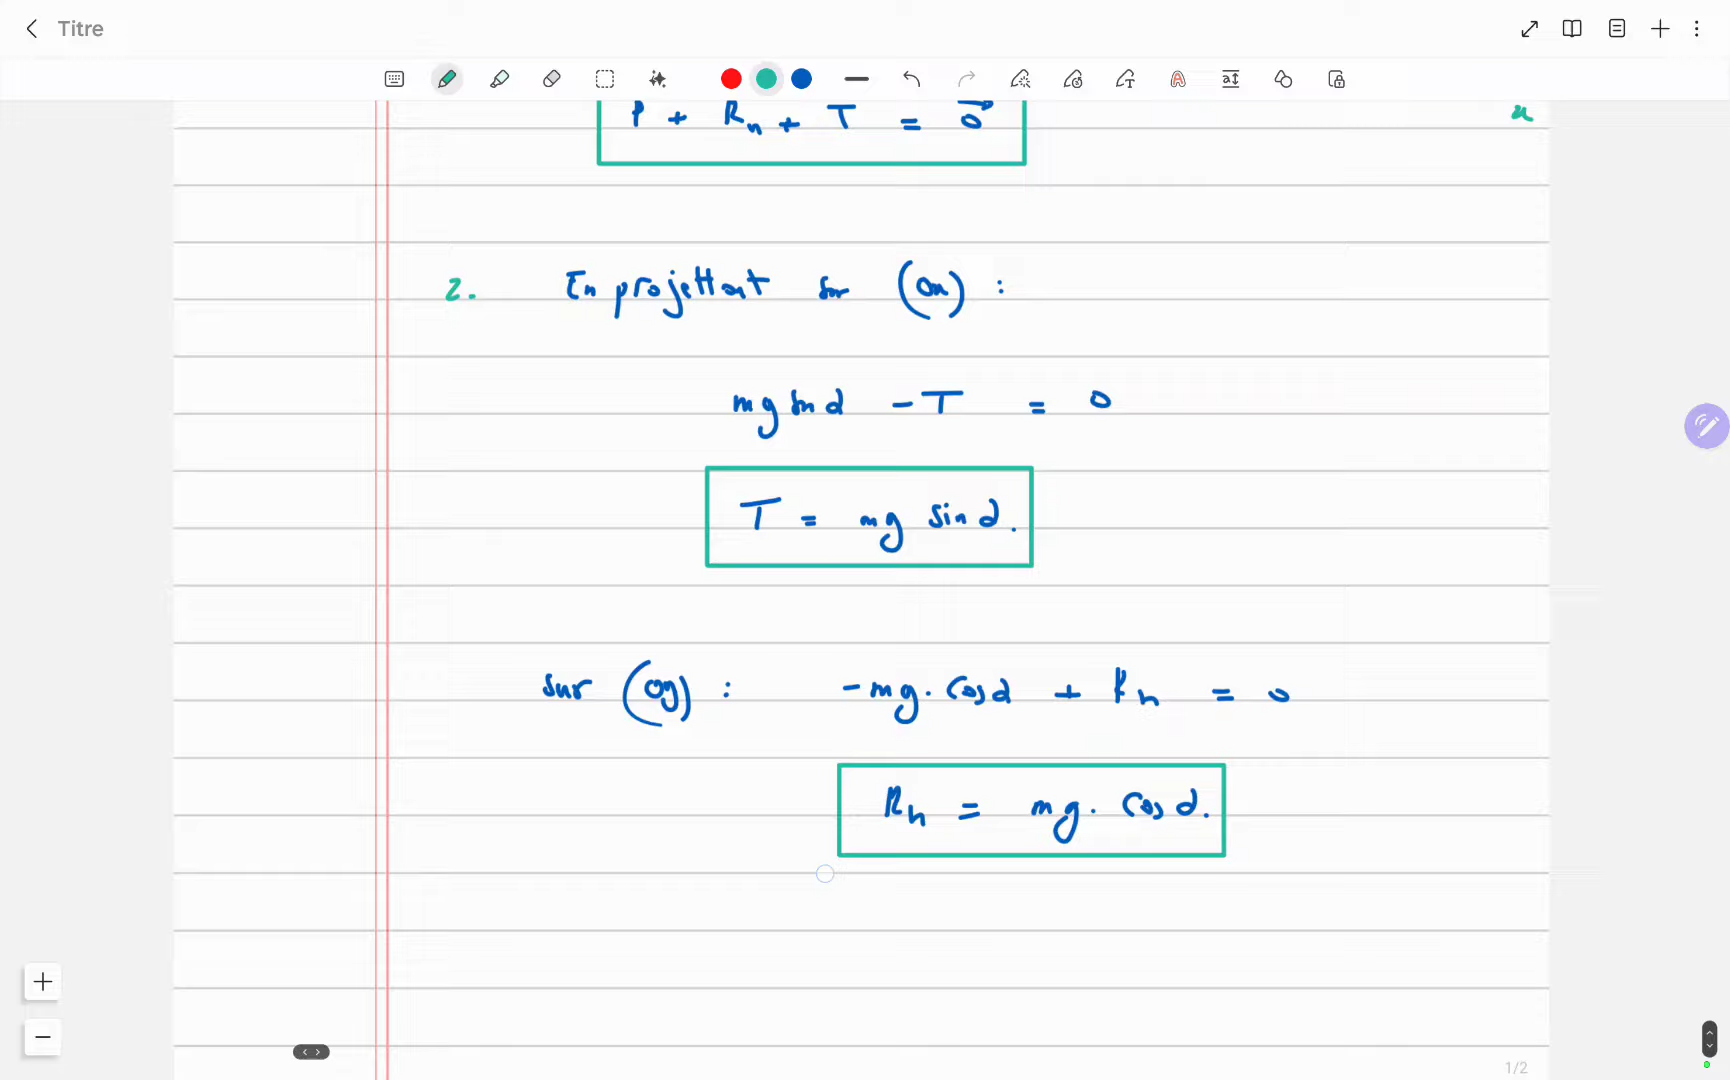 Titre
P + Rn + T = 0
x
2. En projettant sur (Ox) :
mg sin α - T = 0
T = mg sin α.
sur (Oy) : -mg. cos α + Rn = 0
Rn = mg. cos α.
1/2